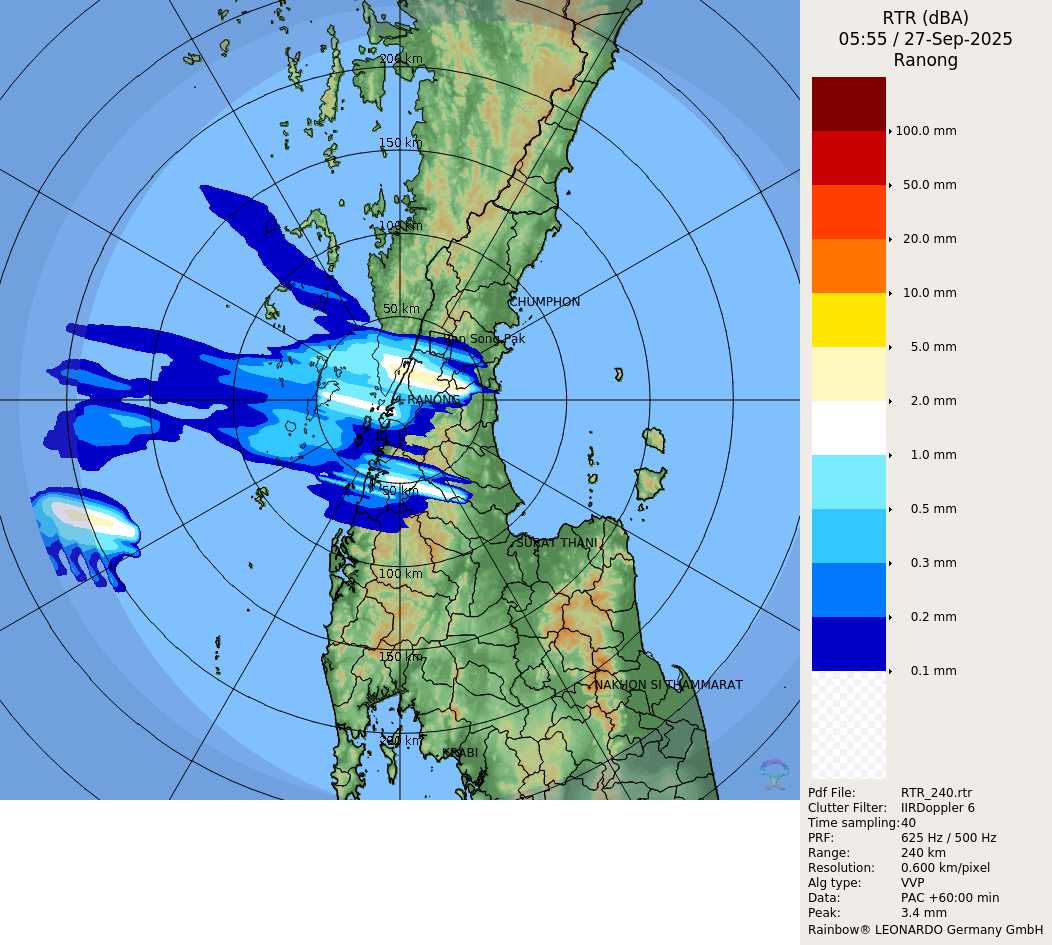 RTR (dBA)
05:55 / 27-Sep-2025
Ranong
100.0 mm
50.0 mm
20.0 mm
10.0 mm
5.0 mm
2.0 mm
1.0 mm
0.5 mm
0.3 mm
0.2 mm
0.1 mm
Pdf File: RTR_240.rtr
Clutter Filter: IIRDoppler 6
Time sampling: 40
PRF: 625 Hz / 500 Hz
Range: 240 km
Resolution: 0.600 km/pixel
Alg type: VVP
Data: PAC +60:00 min
Peak: 3.4 mm
Rainbow® LEONARDO Germany GmbH
200 km
150 km
100 km
CHUMPHON
50 km
Ban Song Pak
RANONG
50 km
SURAT THANI
100 km
150 km
NAKHON SI THAMMARAT
200 km
KRABI